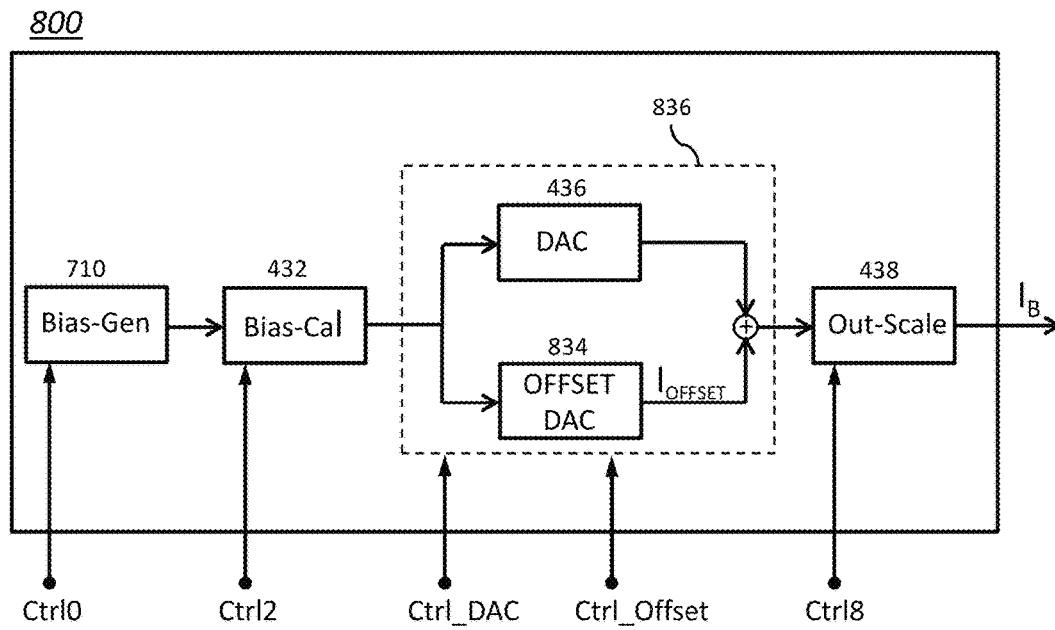 800
836
436
DAC
710
Bias-Gen
432
Bias-Cal
438
Out-Scale
I_B
834
OFFSET
DAC
I_OFFSET
+
Ctrl0
Ctrl2
Ctrl_DAC
Ctrl_Offset
Ctrl8